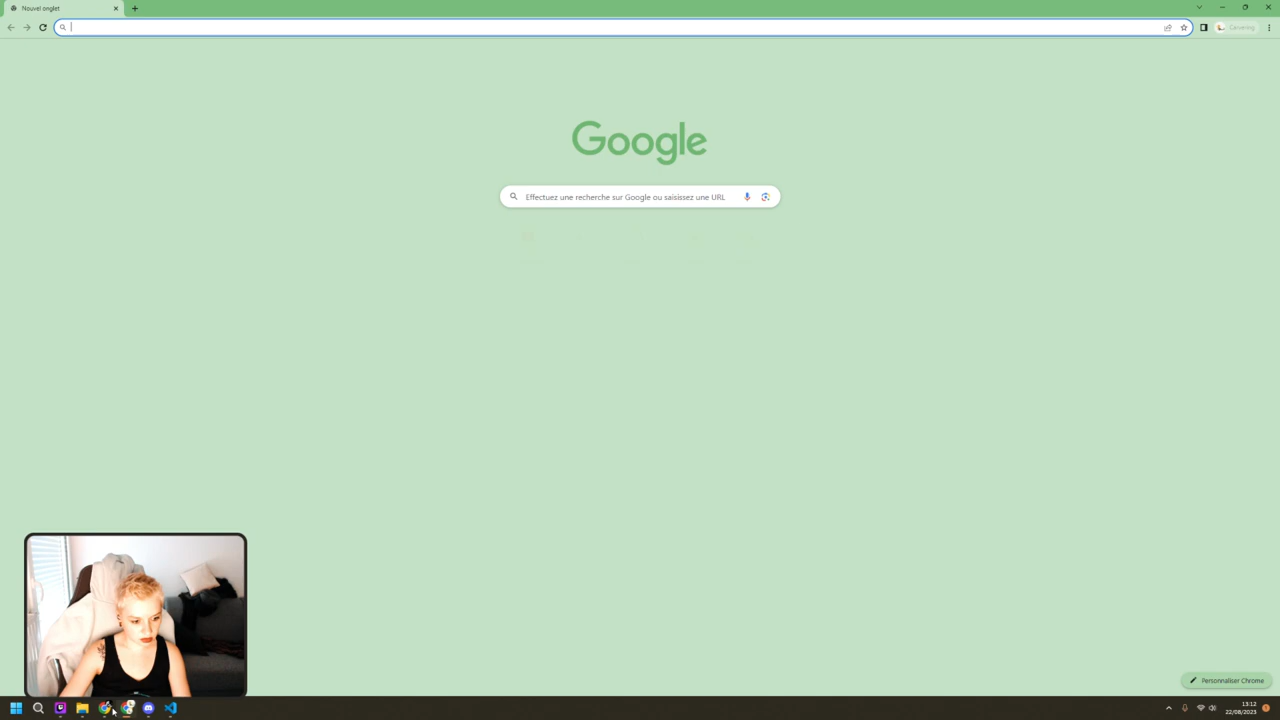 Nouvel onglet
Google
Effectuez une recherche sur Google ou saisissez une URL
Personnaliser Chrome
13:12
22/08/2023